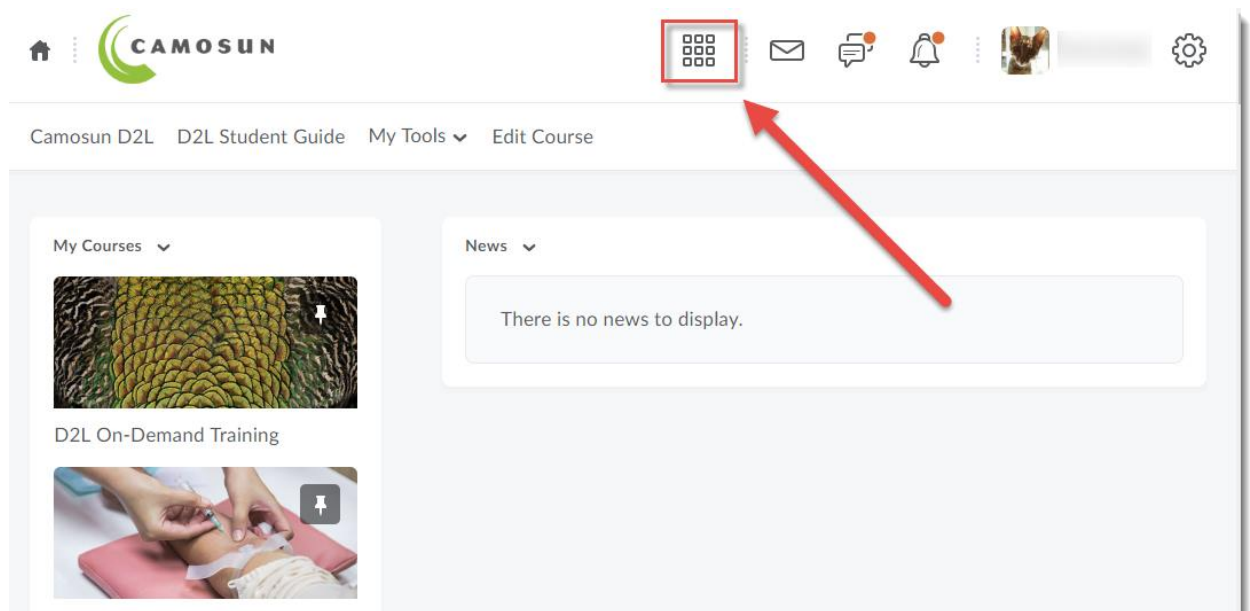 CAMOSUN
Camosun D2L D2L Student Guide My Tools Edit Course
My Courses
News
There is no news to display.
D2L On-Demand Training